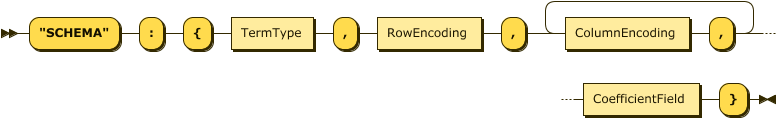 "SCHEMA" : { TermType , RowEncoding , ColumnEncoding ,
CoefficientField }